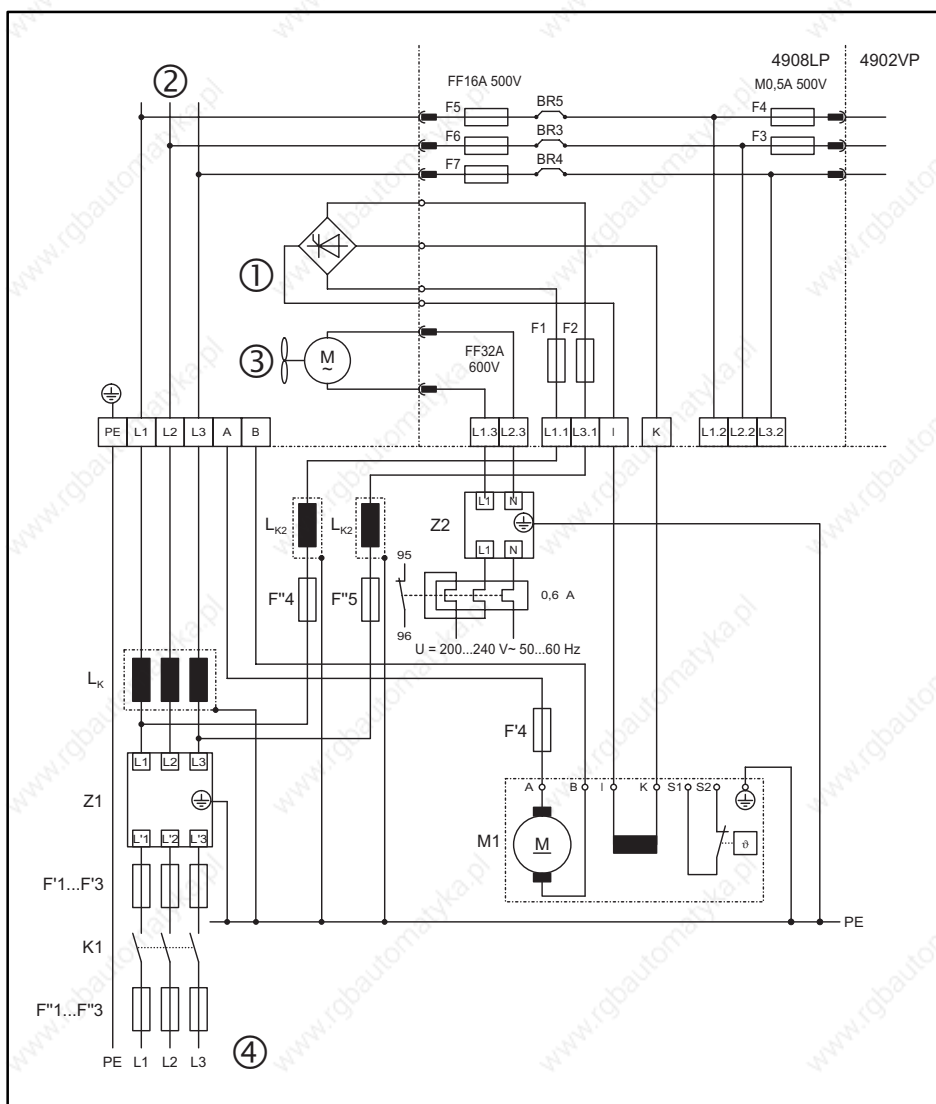 4908LP 4902VP
② FF16A 500V M0,5A 500V
F5 BR5 F4
F6 BR3 F3
F7 BR4
①
F1 F2
③ M ~ FF32A
600V
PE L1 L2 L3 A B L1.3 L2.3 L1.1 L3.1 I K L1.2 L2.2 L3.2
L1 N
LK2 LK2 Z2
L1 N
95
F"4 F"5 0,6 A
96
U = 200...240 V~ 50...60 Hz
LK
F'4
L1 L2 L3
Z1 A B I K S1 S2
L'1 L'2 L'3 M1 M ϑ
F'1...F'3
PE
K1
F"1...F"3
④
PE L1 L2 L3
www.rgbautomatyka.pl